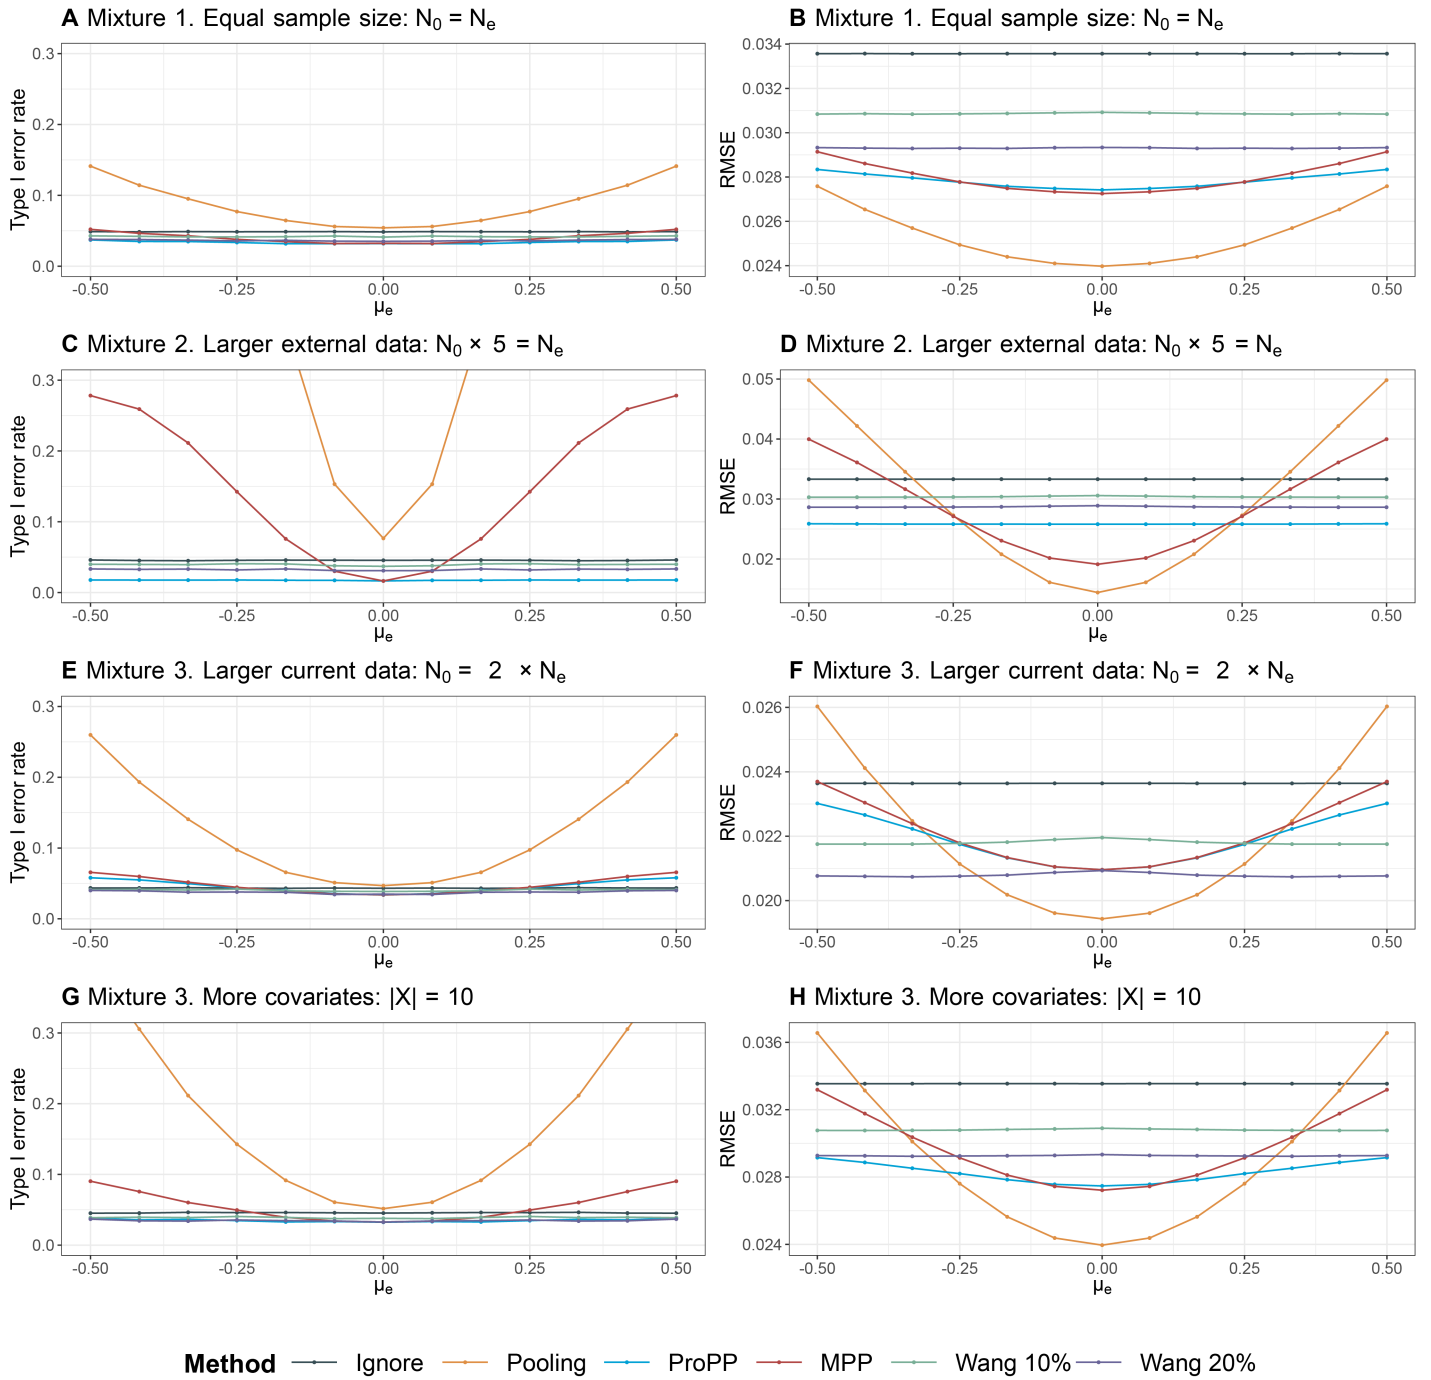 A Mixture 1. Equal sample size: N₀ = Nₑ
Type I error rate
0.3
0.2
0.1
0.0
-0.50 -0.25 0.00 0.25 0.50
μₑ
B Mixture 1. Equal sample size: N₀ = Nₑ
RMSE
0.034
0.032
0.030
0.028
0.026
0.024
-0.50 -0.25 0.00 0.25 0.50
μₑ
C Mixture 2. Larger external data: N₀ × 5 = Nₑ
Type I error rate
0.3
0.2
0.1
0.0
-0.50 -0.25 0.00 0.25 0.50
μₑ
D Mixture 2. Larger external data: N₀ × 5 = Nₑ
RMSE
0.05
0.04
0.03
0.02
-0.50 -0.25 0.00 0.25 0.50
μₑ
E Mixture 3. Larger current data: N₀ = 2 × Nₑ
Type I error rate
0.3
0.2
0.1
0.0
-0.50 -0.25 0.00 0.25 0.50
μₑ
F Mixture 3. Larger current data: N₀ = 2 × Nₑ
RMSE
0.026
0.024
0.022
0.020
-0.50 -0.25 0.00 0.25 0.50
μₑ
G Mixture 3. More covariates: |X| = 10
Type I error rate
0.3
0.2
0.1
0.0
-0.50 -0.25 0.00 0.25 0.50
μₑ
H Mixture 3. More covariates: |X| = 10
RMSE
0.036
0.032
0.028
0.024
-0.50 -0.25 0.00 0.25 0.50
μₑ
Method Ignore Pooling ProPP MPP Wang 10% Wang 20%